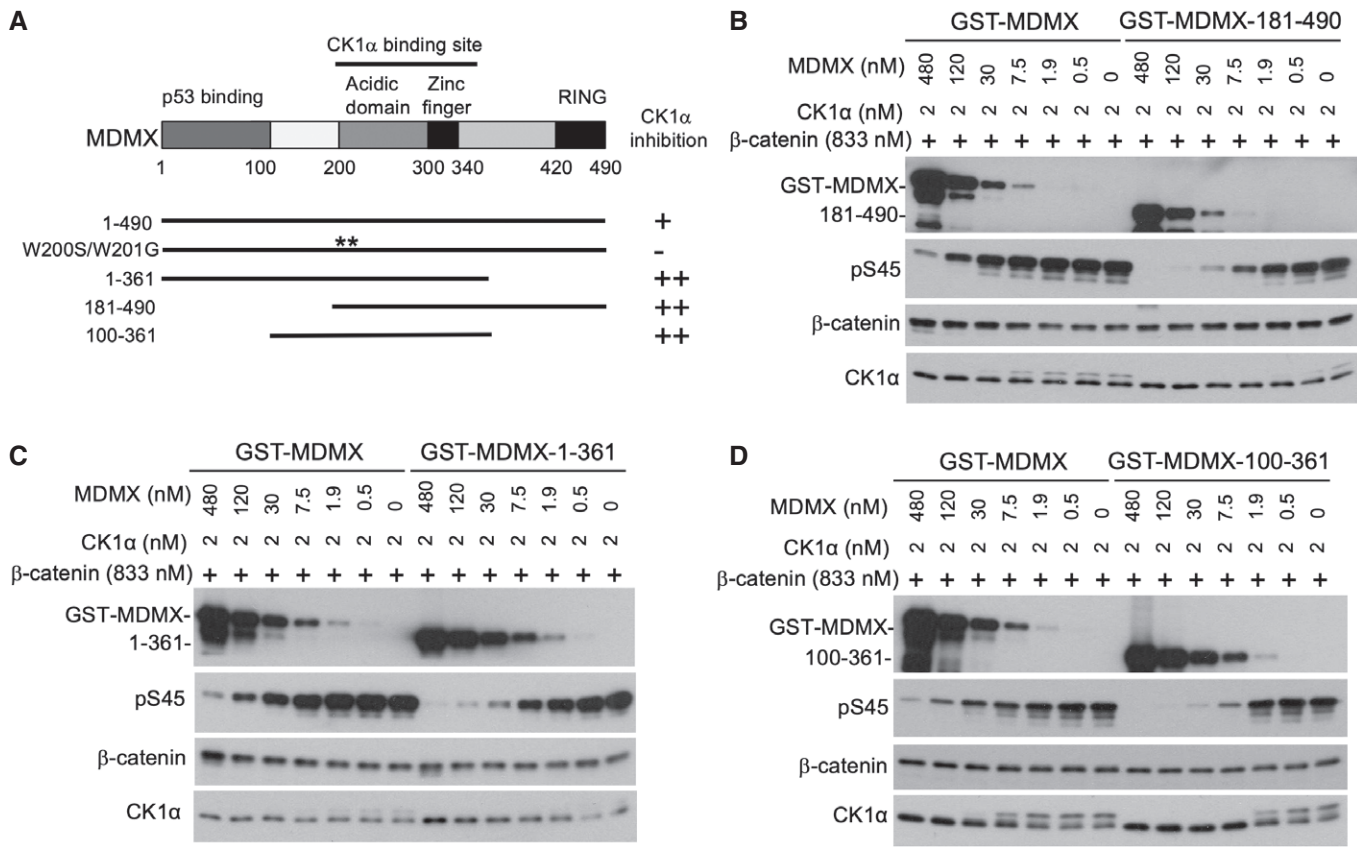 A
CK1α binding site
p53 binding
Acidic domain
Zinc finger
RING
CK1α inhibition
MDMX
1 100 200 300 340 420 490
1-490 +
**
W200S/W201G -
1-361 ++
181-490 ++
100-361 ++
B
GST-MDMX GST-MDMX-181-490
MDMX (nM) 480 120 30 7.5 1.9 0.5 0 480 120 30 7.5 1.9 0.5 0
CK1α (nM) 2 2 2 2 2 2 2 2 2 2 2 2 2 2
β-catenin (833 nM) + + + + + + + + + + + + + +
GST-MDMX-
181-490-
pS45
β-catenin
CK1α
C
GST-MDMX GST-MDMX-1-361
MDMX (nM) 480 120 30 7.5 1.9 0.5 0 480 120 30 7.5 1.9 0.5 0
CK1α (nM) 2 2 2 2 2 2 2 2 2 2 2 2 2 2
β-catenin (833 nM) + + + + + + + + + + + + + +
GST-MDMX-
1-361-
pS45
β-catenin
CK1α
D
GST-MDMX GST-MDMX-100-361
MDMX (nM) 480 120 30 7.5 1.9 0.5 0 480 120 30 7.5 1.9 0.5 0
CK1α (nM) 2 2 2 2 2 2 2 2 2 2 2 2 2 2
β-catenin (833 nM) + + + + + + + + + + + + + +
GST-MDMX-
100-361-
pS45
β-catenin
CK1α